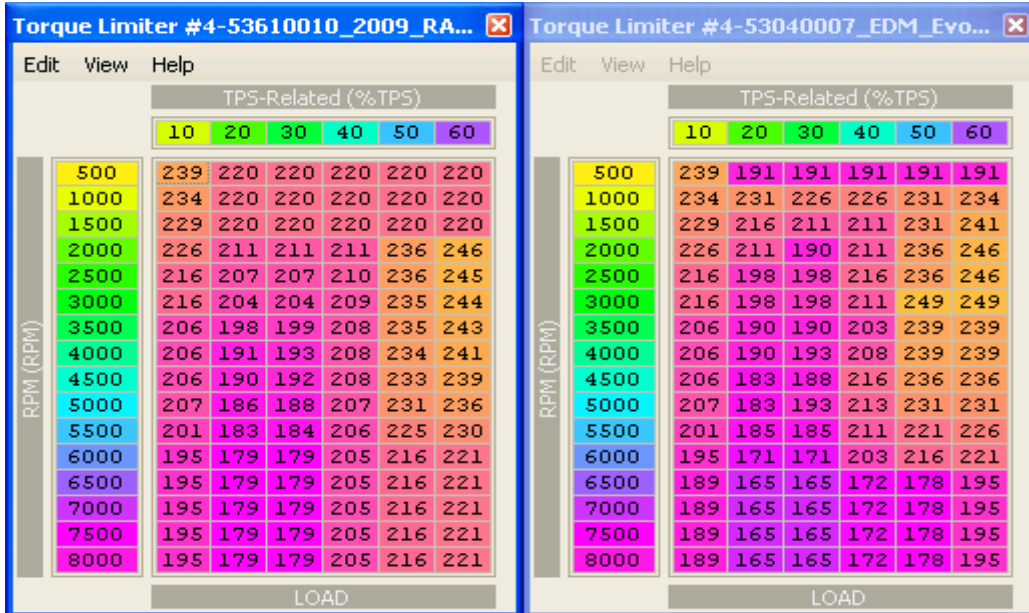 Torque Limiter #4-53610010_2009_RA...
Edit View Help
TPS-Related (%TPS)
10 20 30 40 50 60
RPM (RPM)
500 239 220 220 220 220 220
1000 234 220 220 220 220 220
1500 229 220 220 220 220 220
2000 226 211 211 211 236 246
2500 216 207 207 210 236 245
3000 216 204 204 209 235 244
3500 206 198 199 208 235 243
4000 206 191 193 208 234 241
4500 206 190 192 208 233 239
5000 207 186 188 207 231 236
5500 201 183 184 206 225 230
6000 195 179 179 205 216 221
6500 195 179 179 205 216 221
7000 195 179 179 205 216 221
7500 195 179 179 205 216 221
8000 195 179 179 205 216 221
LOAD
Torque Limiter #4-53040007_EDM_Evo...
Edit View Help
TPS-Related (%TPS)
10 20 30 40 50 60
RPM (RPM)
500 239 191 191 191 191 191
1000 234 231 226 226 231 234
1500 229 216 211 211 231 241
2000 226 211 190 211 236 246
2500 216 198 198 216 236 246
3000 216 198 198 211 249 249
3500 206 190 190 203 239 239
4000 206 190 193 208 239 239
4500 206 183 188 216 236 236
5000 207 183 193 213 231 231
5500 201 185 185 211 221 226
6000 195 171 171 203 216 221
6500 189 165 165 172 178 195
7000 189 165 165 172 178 195
7500 189 165 165 172 178 195
8000 189 165 165 172 178 195
LOAD